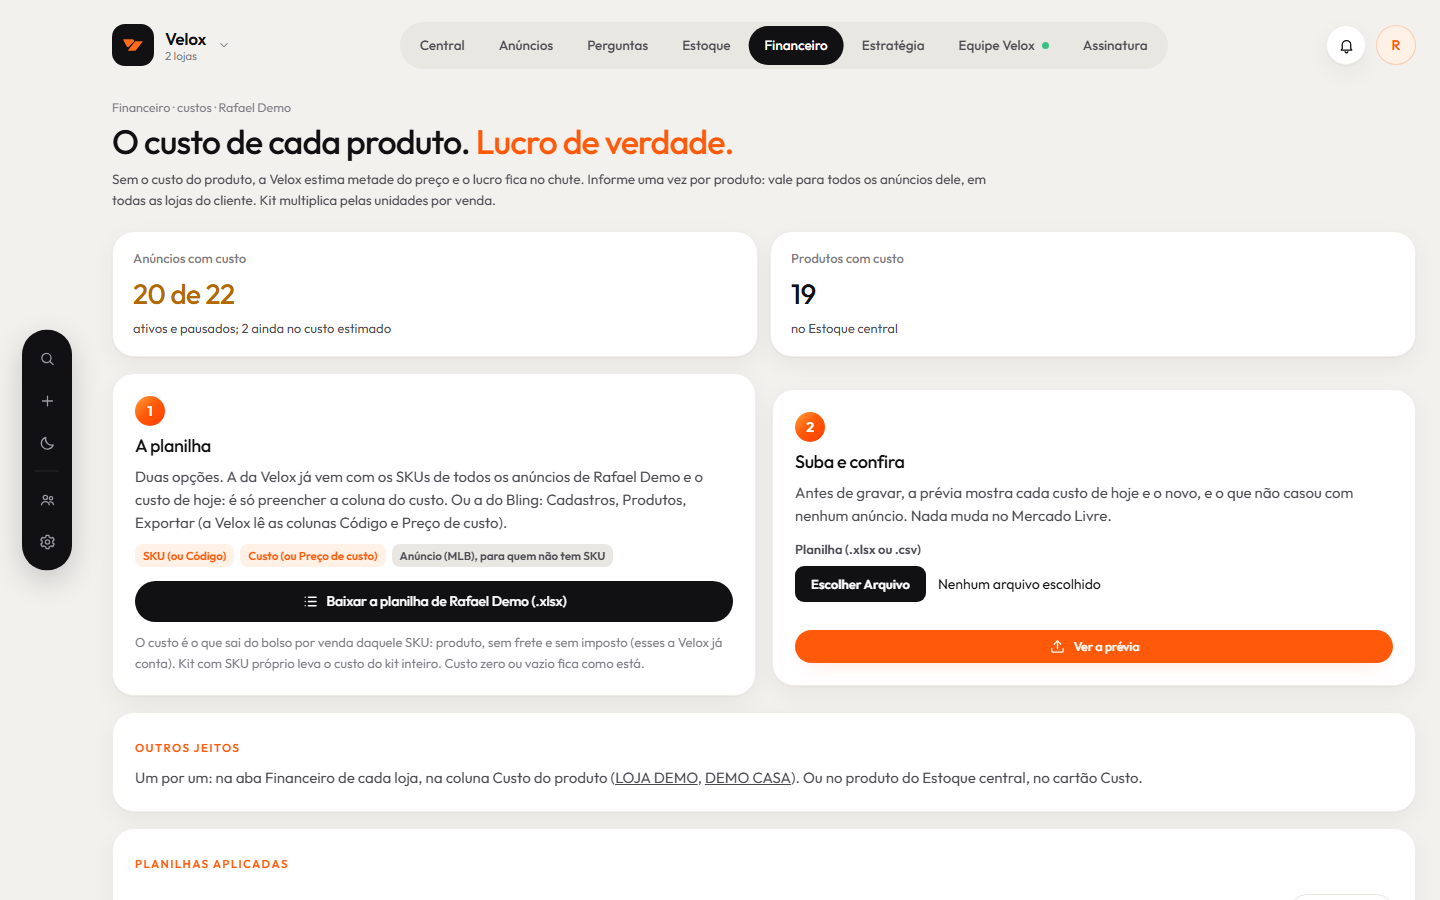 Velox
2 lojas
Central
Anúncios
Perguntas
Estoque
Financeiro
Estratégia
Equipe Velox
Assinatura
R
Financeiro · custos · Rafael Demo
O custo de cada produto. Lucro de verdade.
Sem o custo do produto, a Velox estima metade do preço e o lucro fica no chute. Informe uma vez por produto: vale para todos os anúncios dele, em
todas as lojas do cliente. Kit multiplica pelas unidades por venda.
Anúncios com custo
20 de 22
ativos e pausados; 2 ainda no custo estimado
Produtos com custo
19
no Estoque central
1
A planilha
Duas opções. A da Velox já vem com os SKUs de todos os anúncios de Rafael Demo e o
custo de hoje: é só preencher a coluna do custo. Ou a do Bling: Cadastros, Produtos,
Exportar (a Velox lê as colunas Código e Preço de custo).
SKU (ou Código)
Custo (ou Preço de custo)
Anúncio (MLB), para quem não tem SKU
Baixar a planilha de Rafael Demo (.xlsx)
O custo é o que sai do bolso por venda daquele SKU: produto, sem frete e sem imposto (esses a Velox já
conta). Kit com SKU próprio leva o custo do kit inteiro. Custo zero ou vazio fica como está.
2
Suba e confira
Antes de gravar, a prévia mostra cada custo de hoje e o novo, e o que não casou com
nenhum anúncio. Nada muda no Mercado Livre.
Planilha (.xlsx ou .csv)
Escolher Arquivo
Nenhum arquivo escolhido
Ver a prévia
OUTROS JEITOS
Um por um: na aba Financeiro de cada loja, na coluna Custo do produto (LOJA DEMO, DEMO CASA). Ou no produto do Estoque central, no cartão Custo.
PLANILHAS APLICADAS